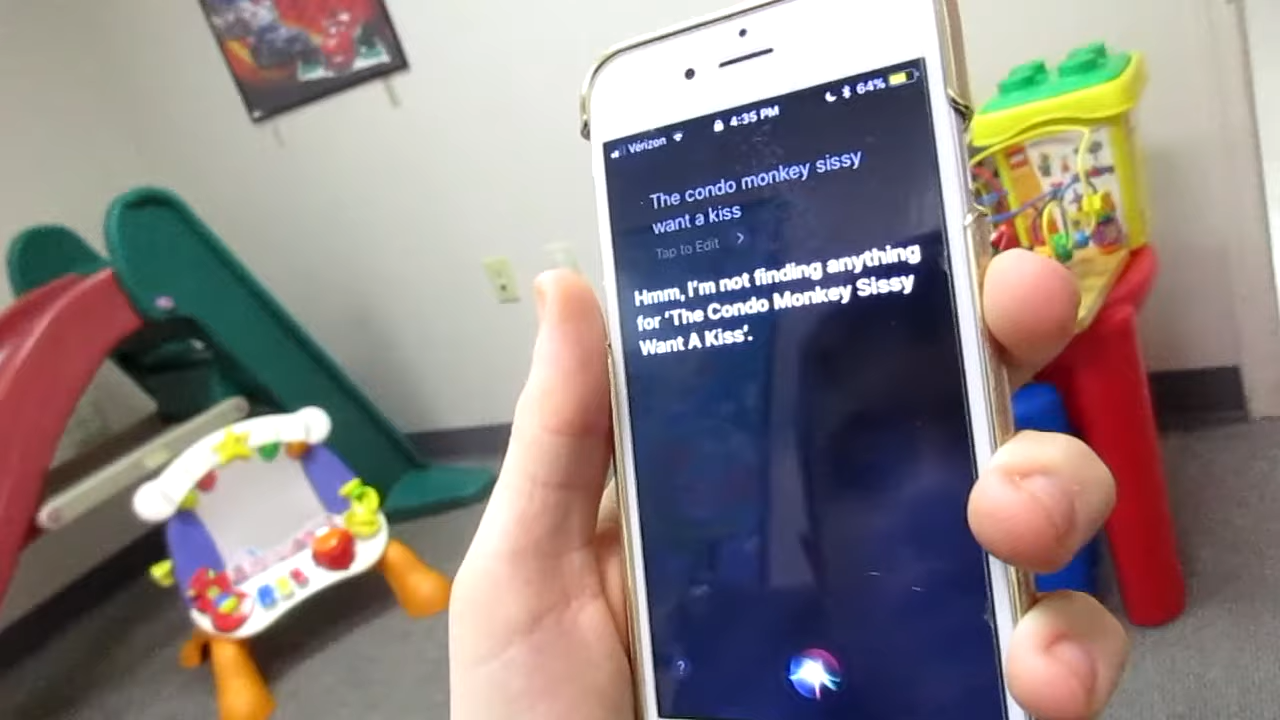 Verizon 4:35 PM 64%
The condo monkey sissy
want a kiss
Tap to Edit
Hmm, I'm not finding anything
for 'The Condo Monkey Sissy
Want A Kiss'.
?